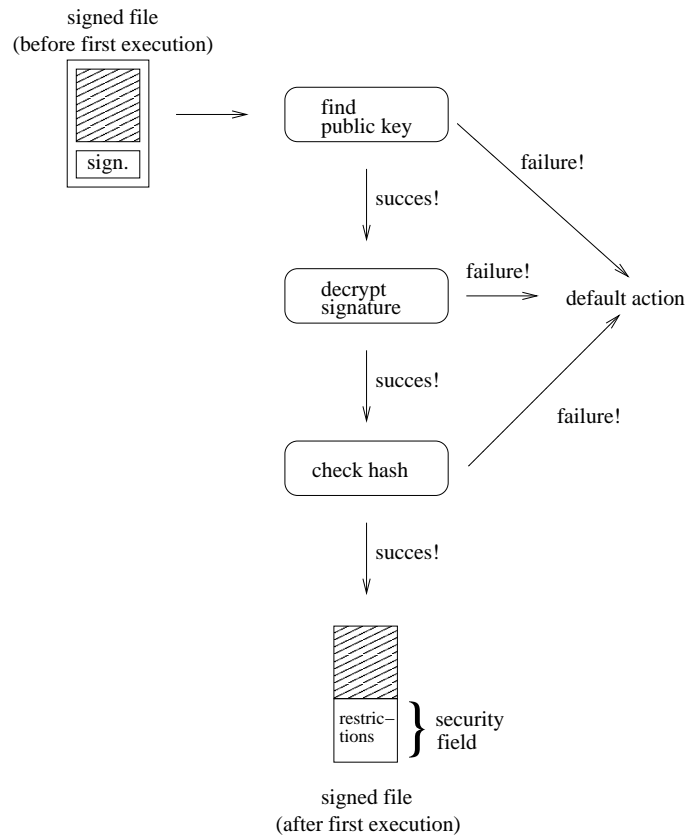 signed file
(before first execution)
sign.
find
public key
failure!
succes!
decrypt
signature
failure!
default action
succes!
failure!
check hash
succes!
restric–
tions
security
field
signed file
(after first execution)